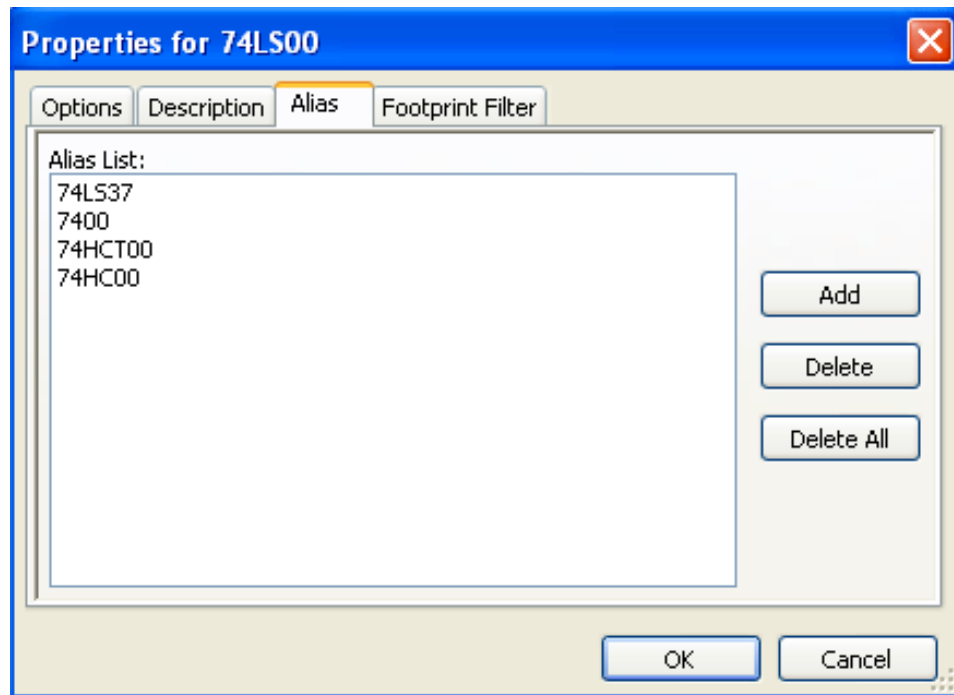 Properties for 74LS00
Options Description Alias Footprint Filter
Alias List:
74LS37
7400
74HCT00
74HC00
Add
Delete
Delete All
OK Cancel